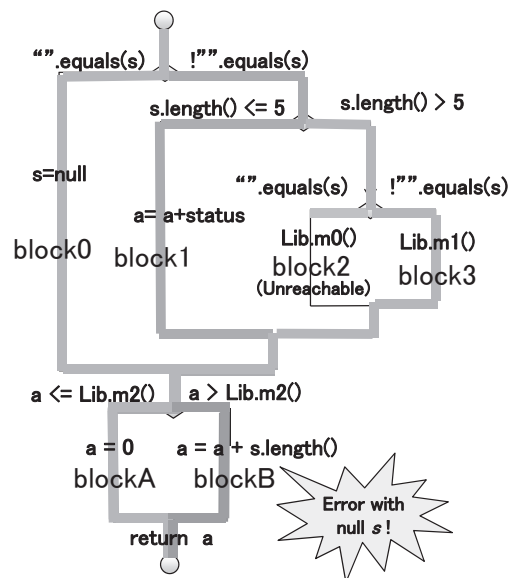 “”.equals(s) !””.equals(s)
s.length() <= 5 s.length() > 5
s=null
“”.equals(s) !””.equals(s)
a= a+status
Lib.m0() Lib.m1()
block0 block1 block2 block3
(Unreachable)
a <= Lib.m2() a > Lib.m2()
a = 0 a = a + s.length()
blockA blockB
Error with
null s !
return a